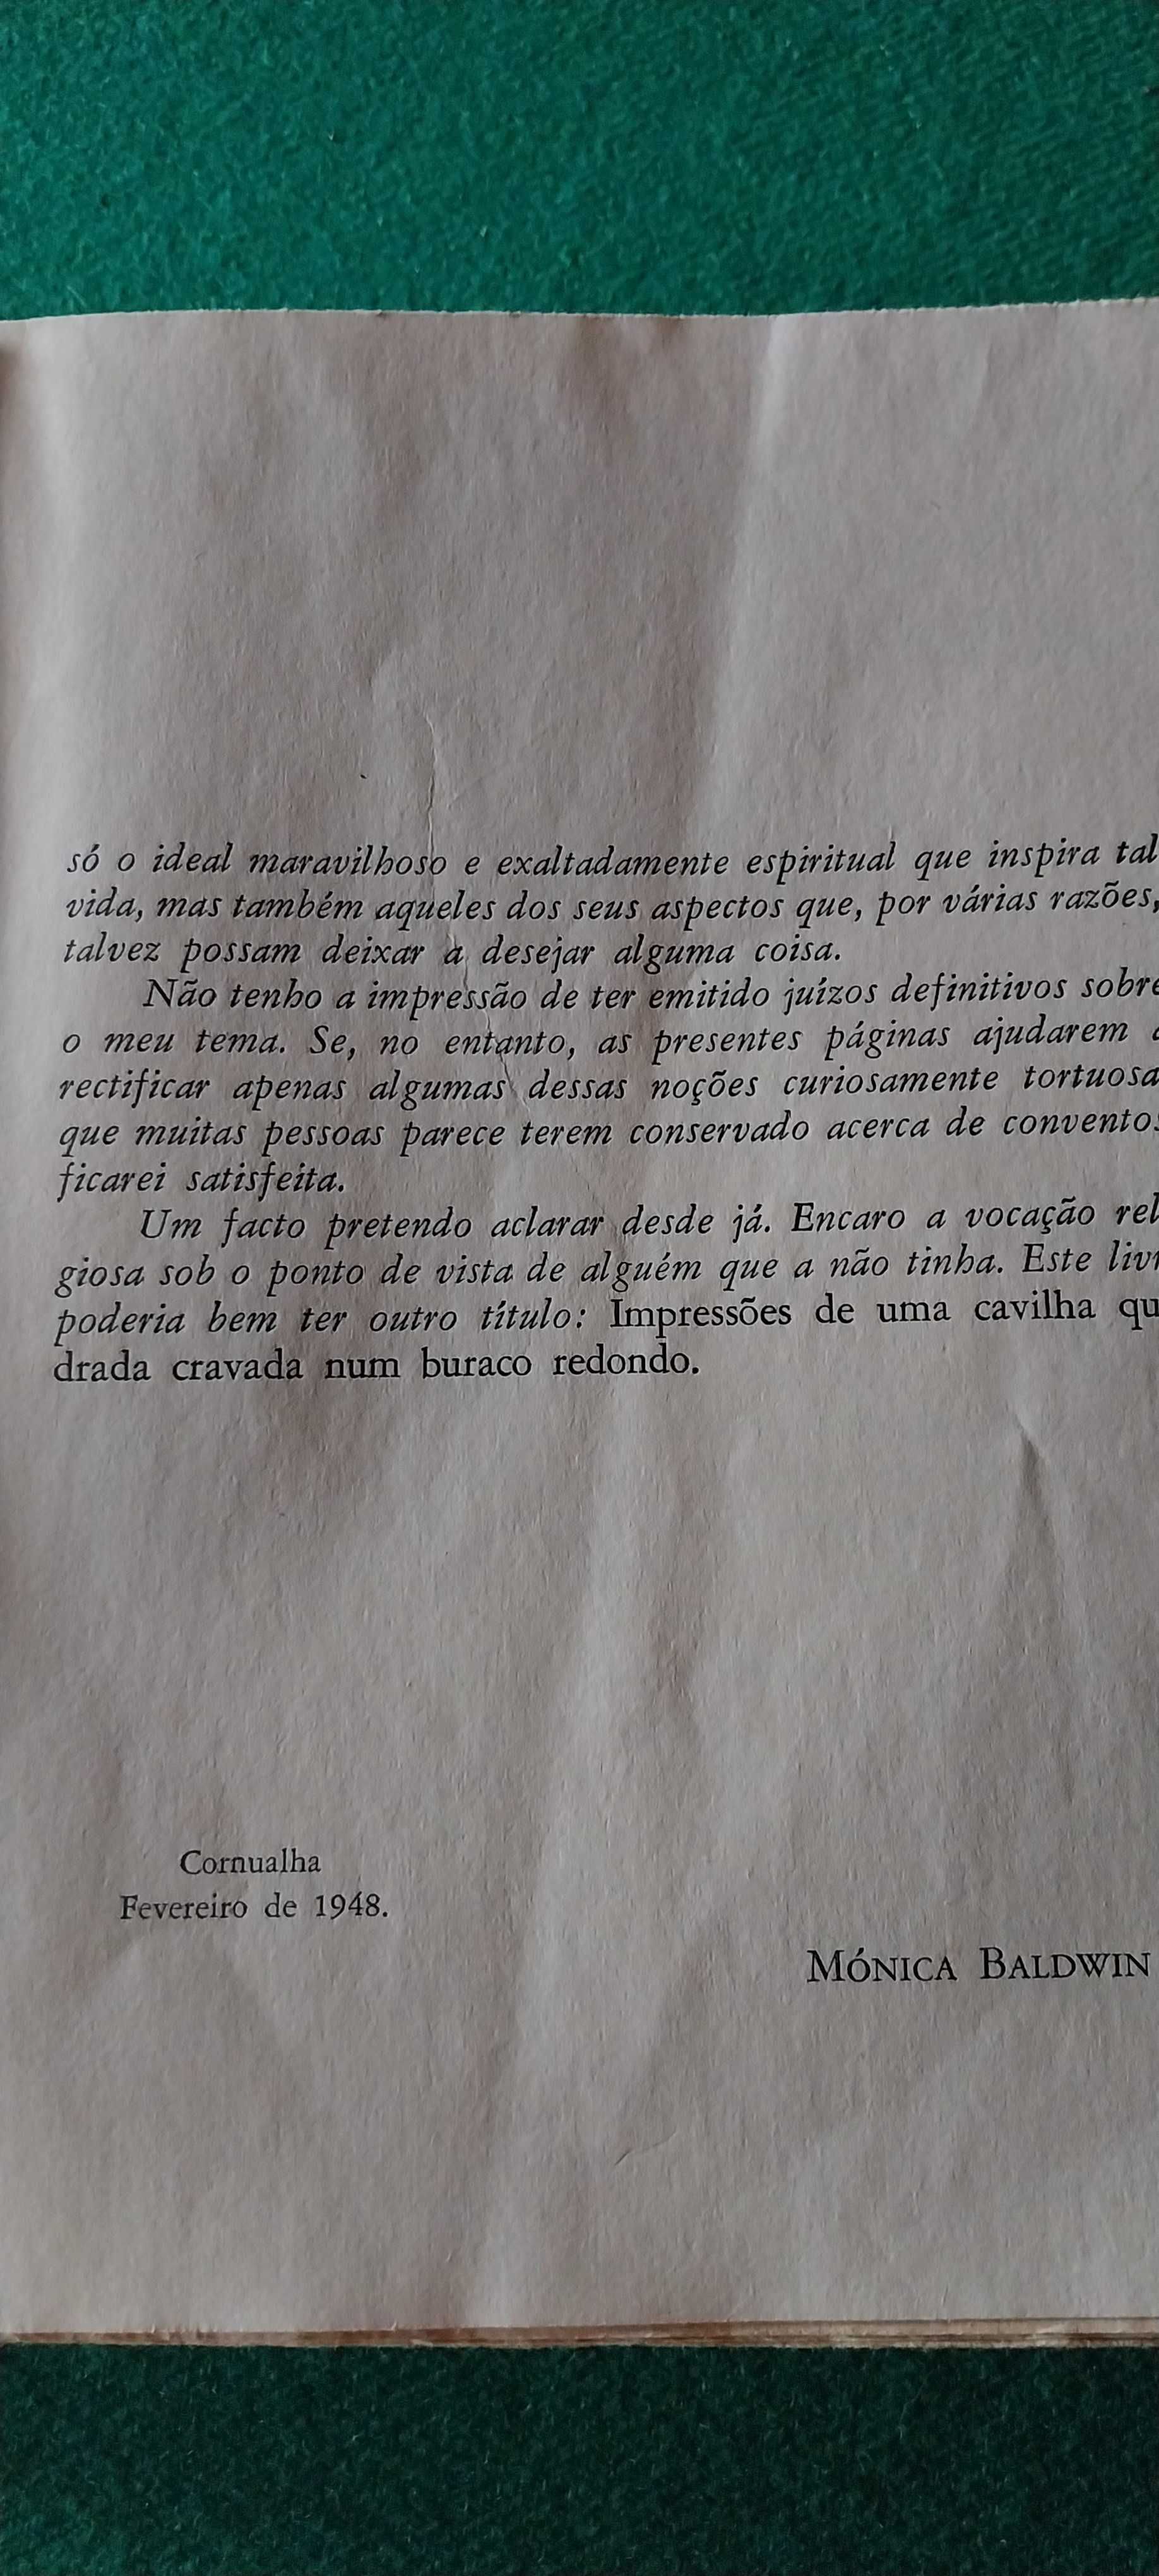 só o ideal maravilhoso e exaltadamente espiritual que inspira tal
vida, mas também aqueles dos seus aspectos que, por várias razões,
talvez possam deixar a desejar alguma coisa.
Não tenho a impressão de ter emitido juízos definitivos sobre
o meu tema. Se, no entanto, as presentes páginas ajudarem
rectificar apenas algumas dessas noções curiosamente tortuosa
que muitas pessoas parece terem conservado acerca de convento
ficarei satisfeita.
Um facto pretendo aclarar desde já. Encaro a vocação rel
giosa sob o ponto de vista de alguém que a não tinha. Este livr
poderia bem ter outro título: Impressões de uma cavilha qu
drada cravada num buraco redondo.
Cornualha
Fevereiro de 1948.
MÓNICA BALDWIN